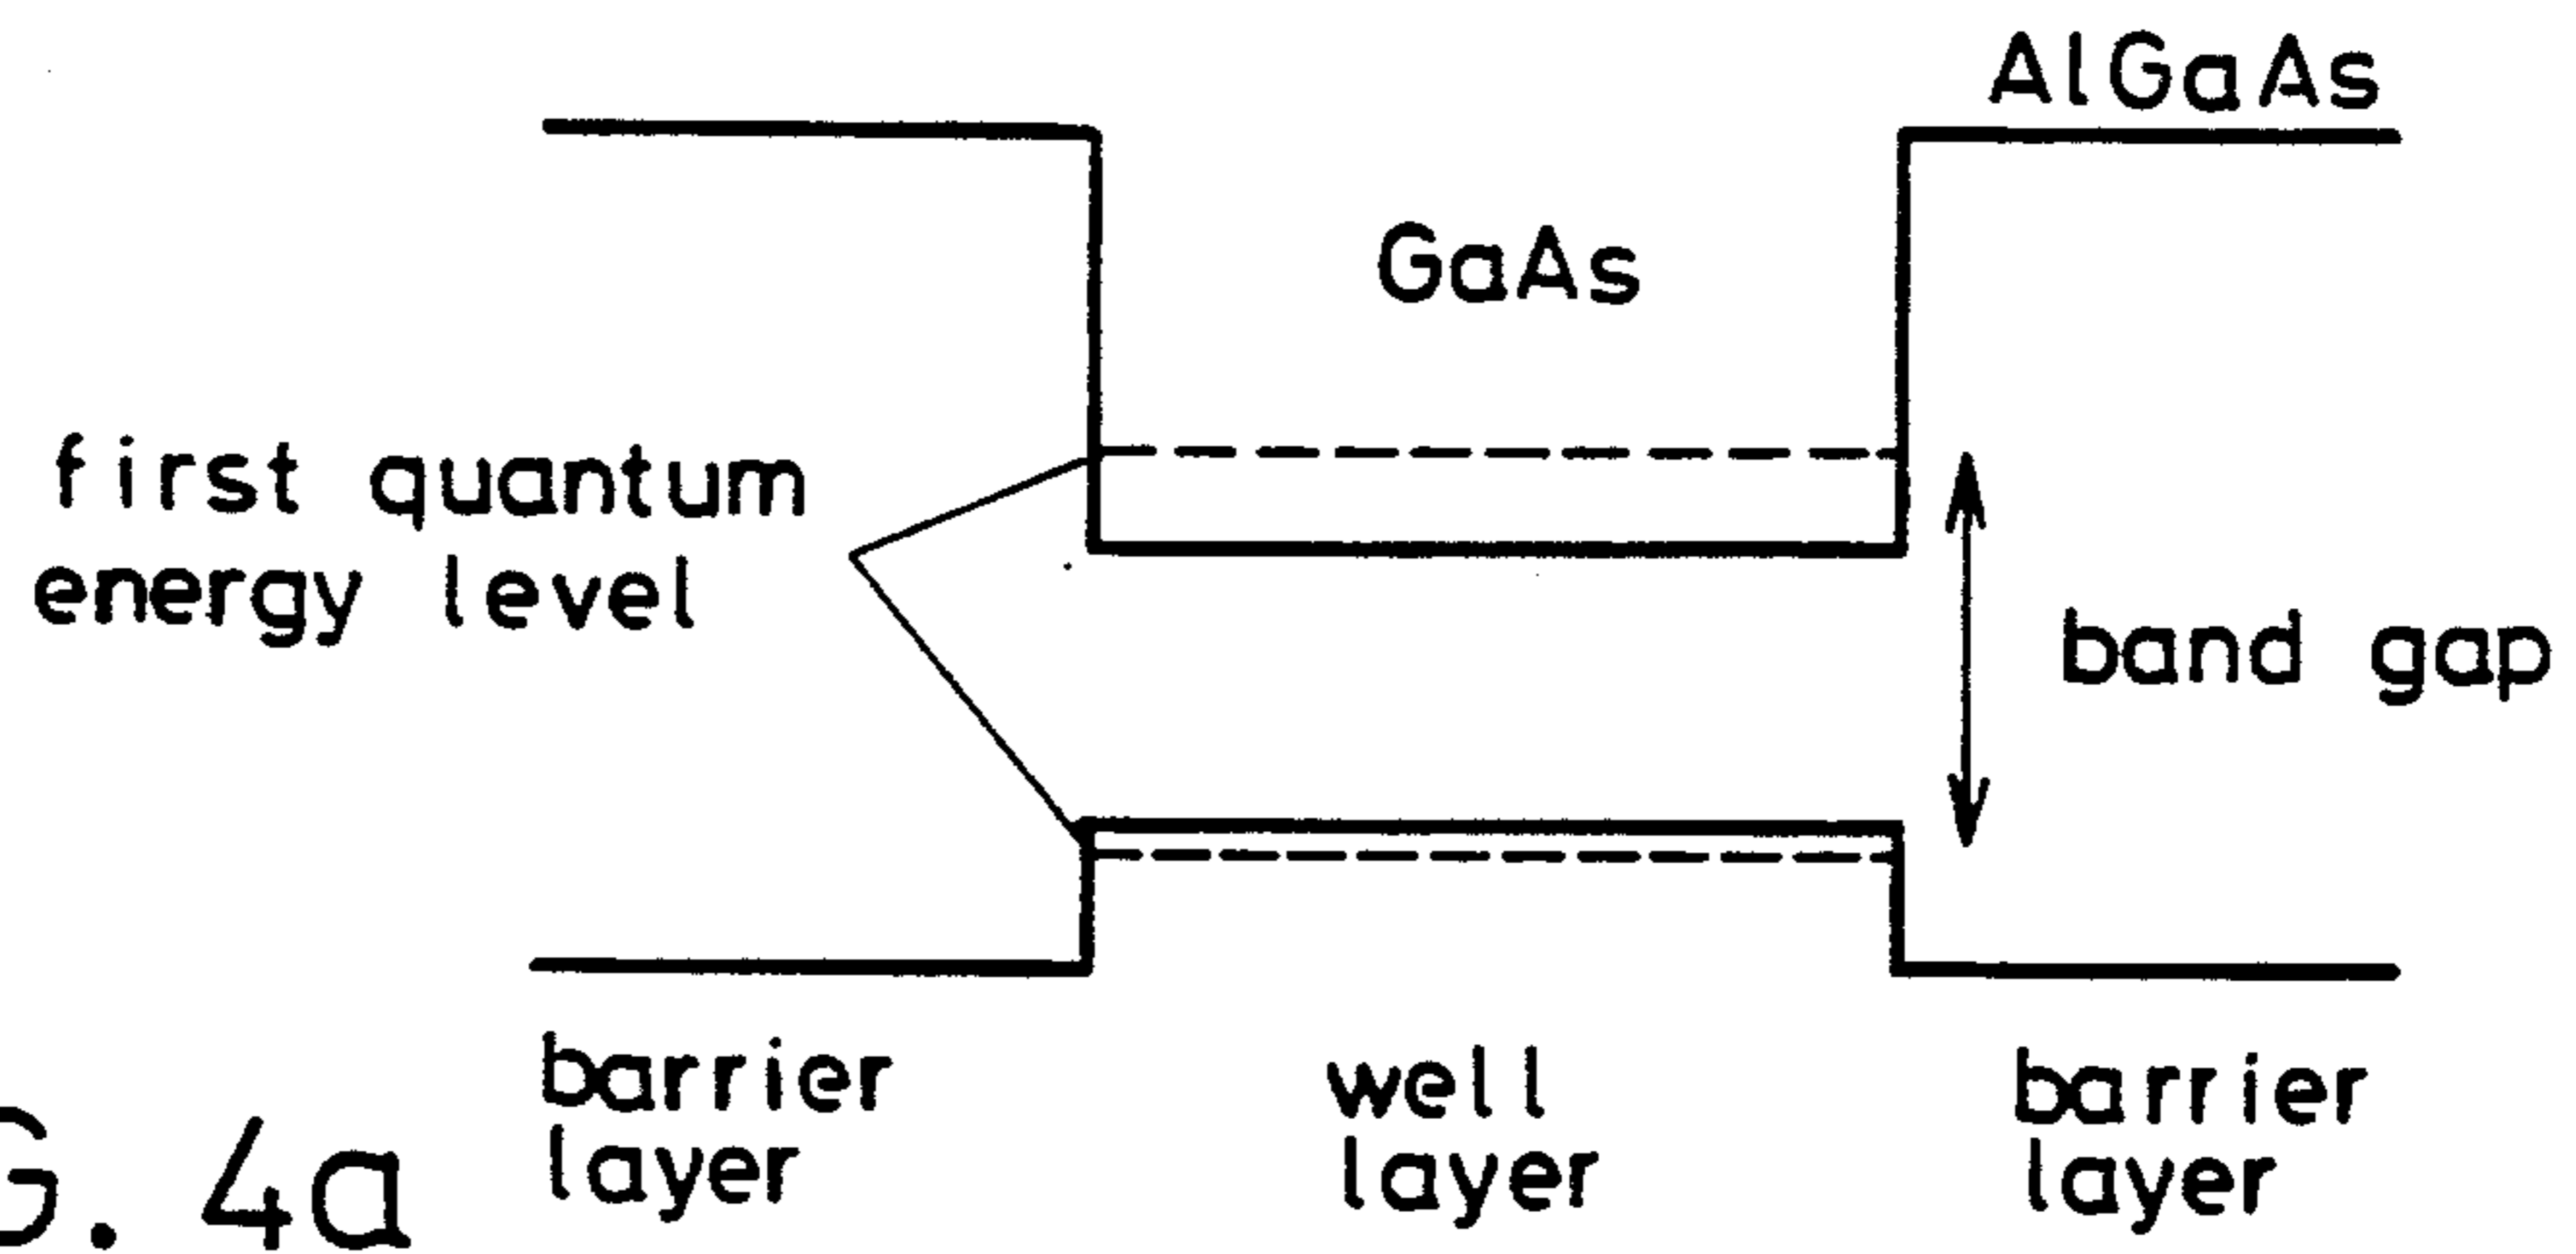 AlGaAs
GaAs
first quantum
energy level
band gap
barrier
layer
well
layer
barrier
layer
G. 4a